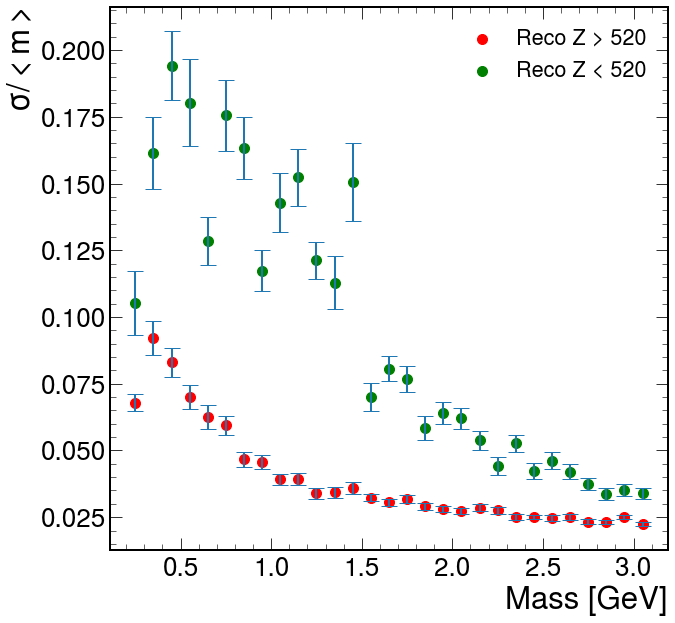 σ/ < m >
0.200
0.175
0.150
0.125
0.100
0.075
0.050
0.025
Reco Z > 520
Reco Z < 520
0.5 1.0 1.5 2.0 2.5 3.0
Mass [GeV]